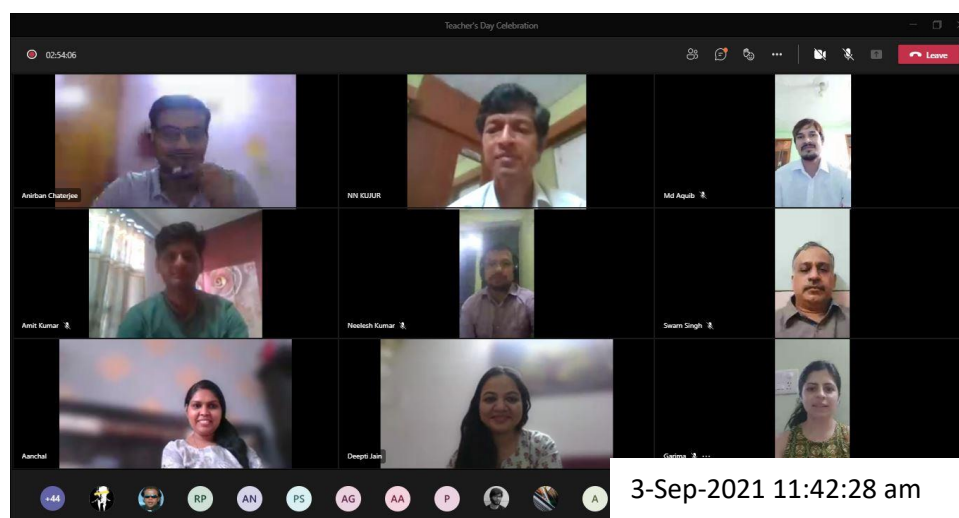 Teacher's Day Celebration
02:54:06
Leave
Anirban Chaterjee
NN KUJUR
Md Aquib
Amit Kumar
Neelesh Kumar
Swarn Singh
Aanchal
Deepti Jain
Garima
+44 RP AN PS AG AA P A
3-Sep-2021 11:42:28 am